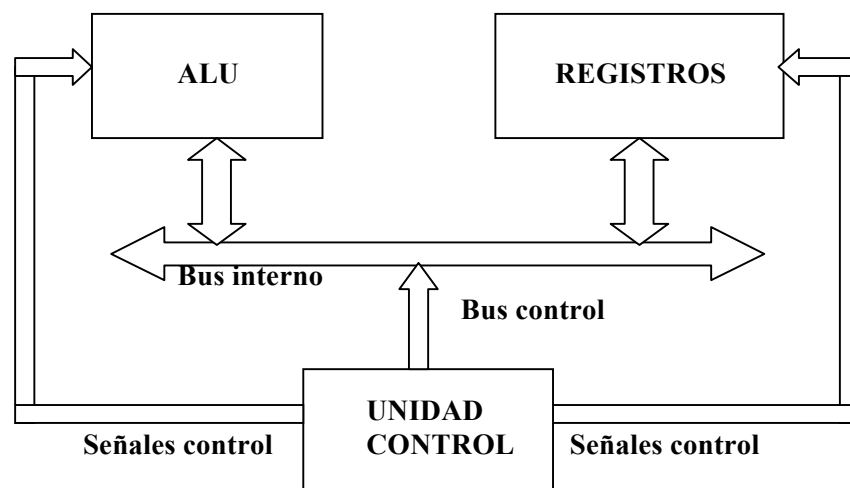 ALU
REGISTROS
Bus interno
Bus control
UNIDAD
CONTROL
Señales control
Señales control